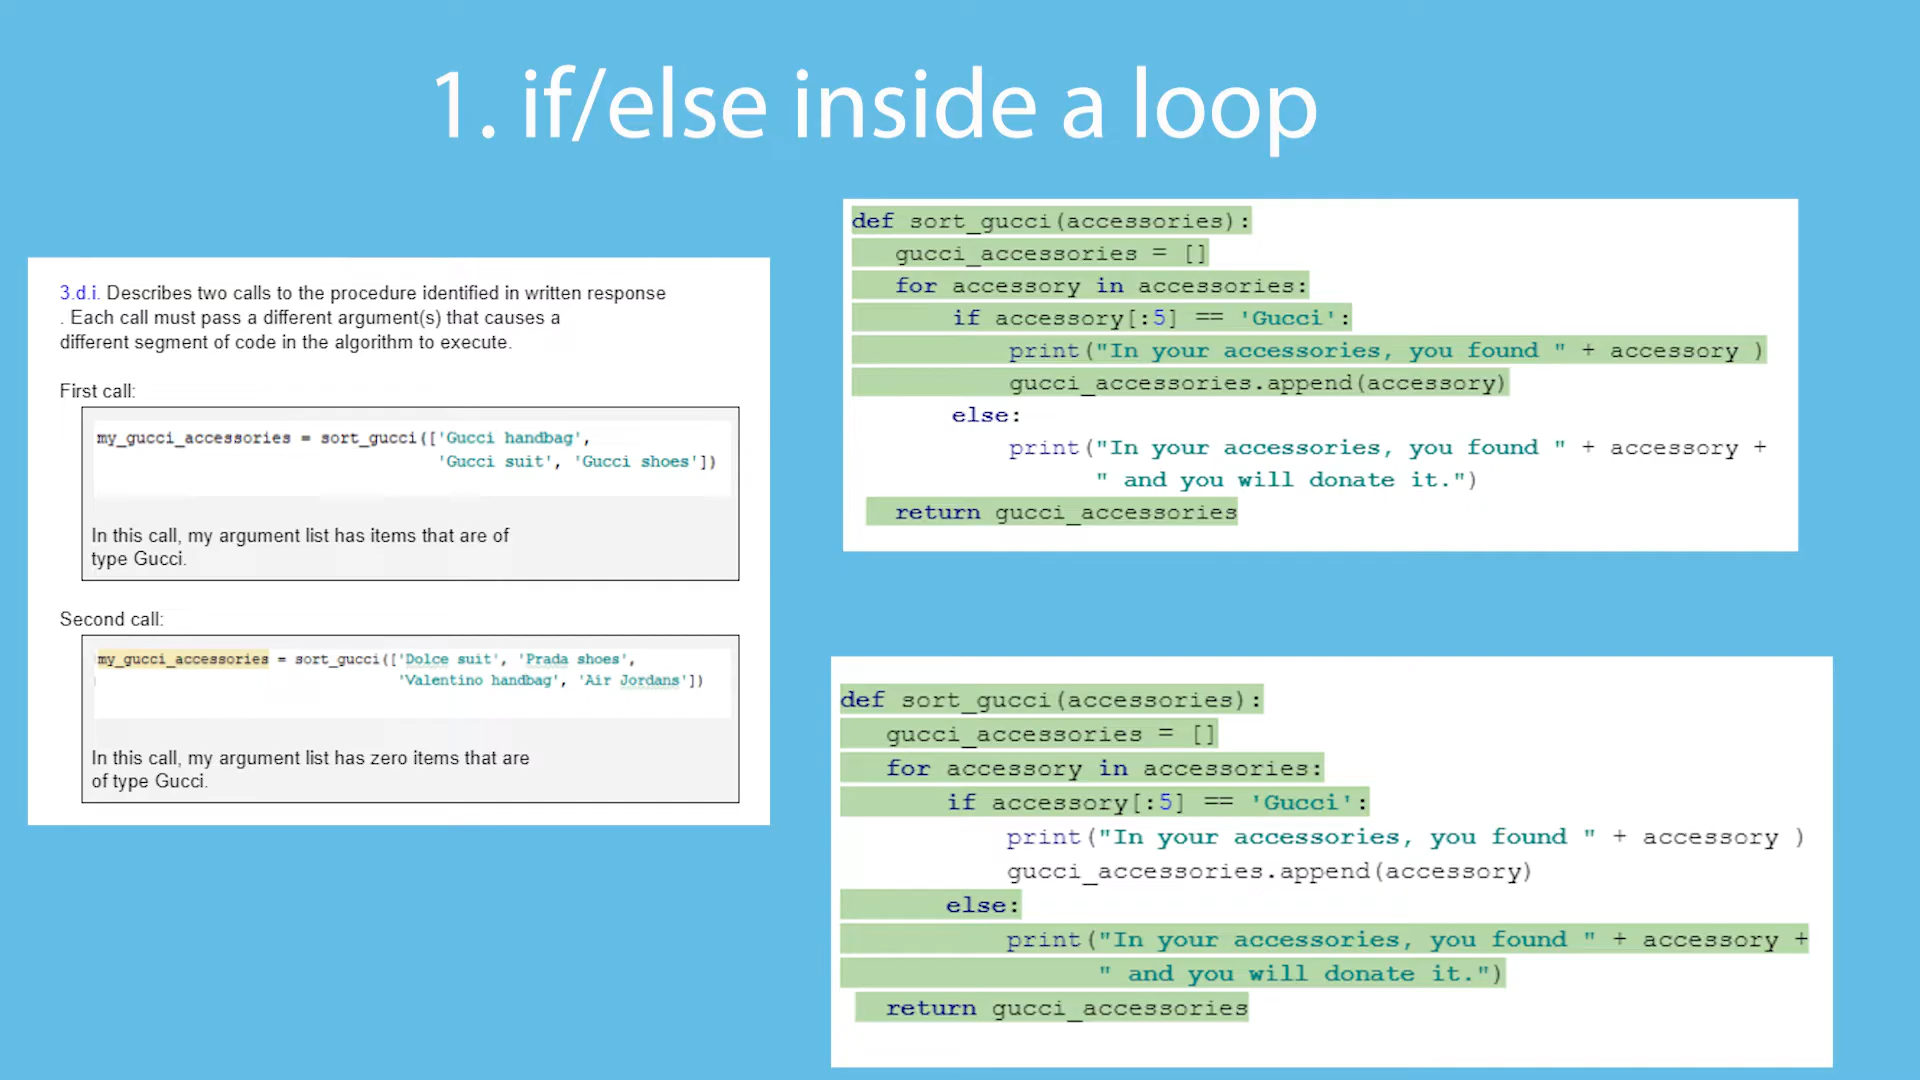 1. if/else inside a loop
3.d.i. Describes two calls to the procedure identified in written response
. Each call must pass a different argument(s) that causes a
different segment of code in the algorithm to execute.
First call:
my_gucci_accessories = sort_gucci(['Gucci handbag',
'Gucci suit', 'Gucci shoes'])
In this call, my argument list has items that are of
type Gucci.
Second call:
my_gucci_accessories = sort_gucci(['Dolce suit', 'Prada shoes',
'Valentino handbag', 'Air Jordans'])
In this call, my argument list has zero items that are
of type Gucci.
def sort_gucci(accessories):
gucci_accessories = []
for accessory in accessories:
if accessory[:5] == 'Gucci':
print("In your accessories, you found " + accessory )
gucci_accessories.append(accessory)
else:
print("In your accessories, you found " + accessory +
" and you will donate it.")
return gucci_accessories
def sort_gucci(accessories):
gucci_accessories = []
for accessory in accessories:
if accessory[:5] == 'Gucci':
print("In your accessories, you found " + accessory )
gucci_accessories.append(accessory)
else:
print("In your accessories, you found " + accessory +
" and you will donate it.")
return gucci_accessories